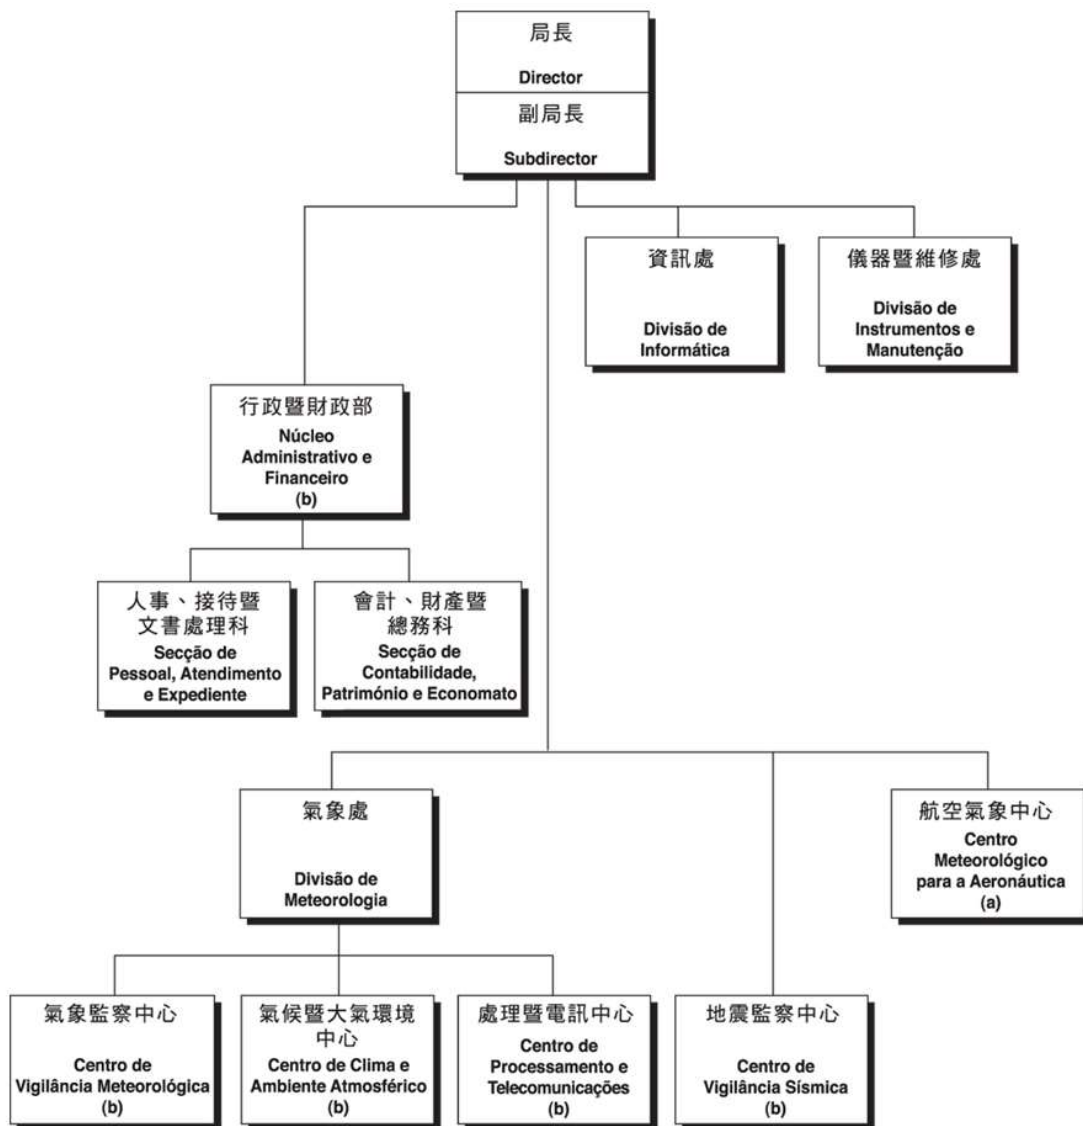 局長
Director
副局長
Subdirector
資訊處
Divisão de
Informática
儀器暨維修處
Divisão de
Instrumentos e
Manutenção
行政暨財政部
Núcleo
Administrativo e
Financeiro
(b)
人事、接待暨
文書處理科
Secção de
Pessoal, Atendimento
e Expediente
會計、財產暨
總務科
Secção de
Contabilidade,
Património e Economato
氣象處
Divisão de
Meteorologia
航空氣象中心
Centro
Meteorológico
para a Aeronáutica
(a)
氣象監察中心
Centro de
Vigilância Meteorológica
(b)
氣候暨大氣環境
中心
Centro de Clima e
Ambiente Atmosférico
(b)
處理暨電訊中心
Centro de
Processamento e
Telecomunicações
(b)
地震監察中心
Centro de
Vigilância Sísmica
(b)